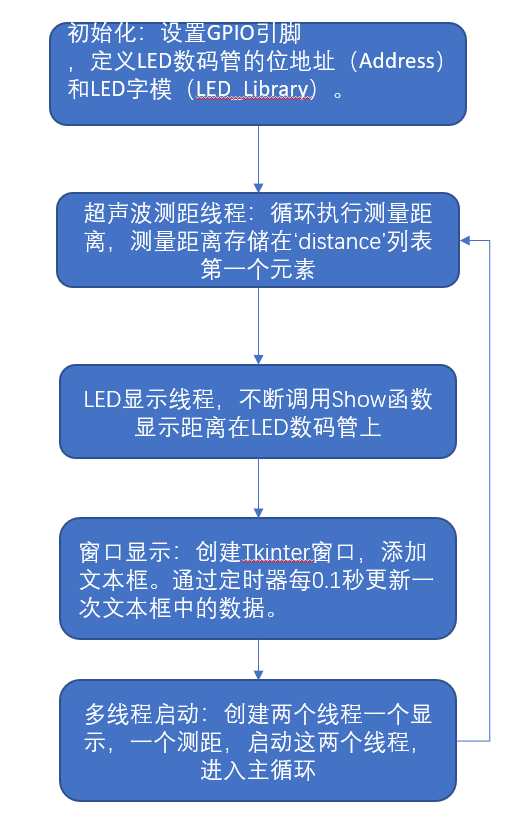 初始化：设置GPIO引脚
，定义LED数码管的位地址（Address）
和LED字模（LED_Library）。
超声波测距线程：循环执行测量距
离，测量距离存储在‘distance’列表
第一个元素
LED显示线程，不断调用Show函数
显示距离在LED数码管上
窗口显示：创建Tkinter窗口，添加
文本框。通过定时器每0.1秒更新一
次文本框中的数据。
多线程启动：创建两个线程一个显
示，一个测距，启动这两个线程，
进入主循环